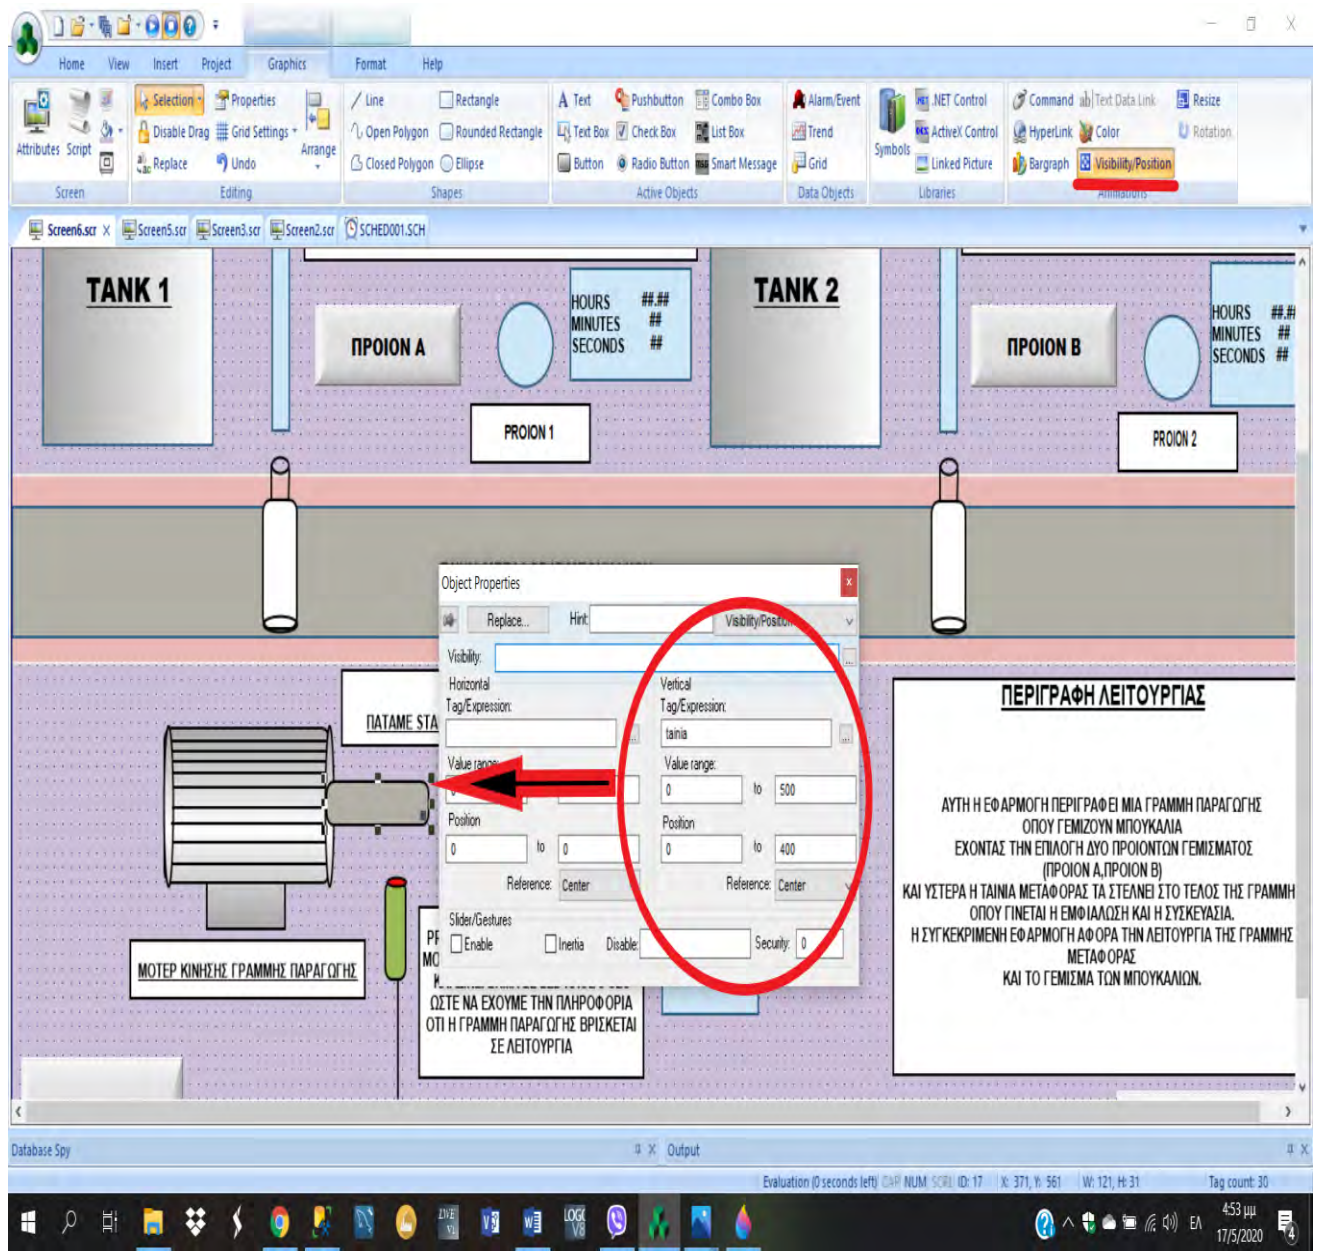 Home View Insert Project Graphics Format Help
Selection Properties Line Rectangle A Text Pushbutton Combo Box Alarm/Event .NET Control Command Text Data Link Resize
Disable Drag Grid Settings Open Polygon Rounded Rectangle Text Box Check Box List Box Trend ActiveX Control HyperLink Color Rotation
Attributes Script Replace Undo Arrange Closed Polygon Ellipse Button Radio Button Smart Message Grid Symbols Linked Picture Bargraph Visibility/Position
Screen Editing Shapes Active Objects Data Objects Libraries Animations
Screen6.scr Screen5.scr Screen3.scr Screen2.scr SCHED001.SCH
TANK 1
ΠΡΟΙΟΝ Α
HOURS ##.##
MINUTES ##
SECONDS ##
PROION 1
TANK 2
ΠΡΟΙΟΝ Β
HOURS ##.##
MINUTES ##
SECONDS ##
PROION 2
Object Properties
Replace... Hint: Visibility/Position
Visibility:
Horizontal Vertical
Tag/Expression: Tag/Expression:
tainia
Value range: Value range:
0 0 to 500
Position Position
0 to 0 0 to 400
Reference: Center Reference: Center
Slider/Gestures
Enable Inertia Disable: Security: 0
ΠΑΤΑΜΕ STA
ΜΟΤΕΡ ΚΙΝΗΣΗΣ ΓΡΑΜΜΗΣ ΠΑΡΑΓΩΓΗΣ
ΩΣΤΕ ΝΑ ΕΧΟΥΜΕ ΤΗΝ ΠΛΗΡΟΦΟΡΙΑ
ΟΤΙ Η ΓΡΑΜΜΗ ΠΑΡΑΓΩΓΗΣ ΒΡΙΣΚΕΤΑΙ
ΣΕ ΛΕΙΤΟΥΡΓΙΑ
ΠΕΡΙΓΡΑΦΗ ΛΕΙΤΟΥΡΓΙΑΣ
ΑΥΤΗ Η ΕΦΑΡΜΟΓΗ ΠΕΡΙΓΡΑΦΕΙ ΜΙΑ ΓΡΑΜΜΗ ΠΑΡΑΓΩΓΗΣ
ΟΠΟΥ ΓΕΜΙΖΟΥΝ ΜΠΟΥΚΑΛΙΑ
ΕΧΟΝΤΑΣ ΤΗΝ ΕΠΙΛΟΓΗ ΔΥΟ ΠΡΟΙΟΝΤΩΝ ΓΕΜΙΣΜΑΤΟΣ
(ΠΡΟΙΟΝ Α,ΠΡΟΙΟΝ Β)
ΚΑΙ ΥΣΤΕΡΑ Η ΤΑΙΝΙΑ ΜΕΤΑΦΟΡΑΣ ΤΑ ΣΤΕΛΝΕΙ ΣΤΟ ΤΕΛΟΣ ΤΗΣ ΓΡΑΜΜΗ
ΟΠΟΥ ΓΙΝΕΤΑΙ Η ΕΜΦΙΑΛΩΣΗ ΚΑΙ Η ΣΥΣΚΕΥΑΣΙΑ.
Η ΣΥΓΚΕΚΡΙΜΕΝΗ ΕΦΑΡΜΟΓΗ ΑΦΟΡΑ ΤΗΝ ΛΕΙΤΟΥΡΓΙΑ ΤΗΣ ΓΡΑΜΜΗΣ
ΜΕΤΑΦΟΡΑΣ
ΚΑΙ ΤΟ ΓΕΜΙΣΜΑ ΤΩΝ ΜΠΟΥΚΑΛΙΩΝ.
Database Spy Output
Evaluation (0 seconds left) CAP NUM SCRL ID: 17 X: 371, Y: 561 W: 121, H: 31 Tag count: 30
ΕΛ 4:53 μμ
17/5/2020